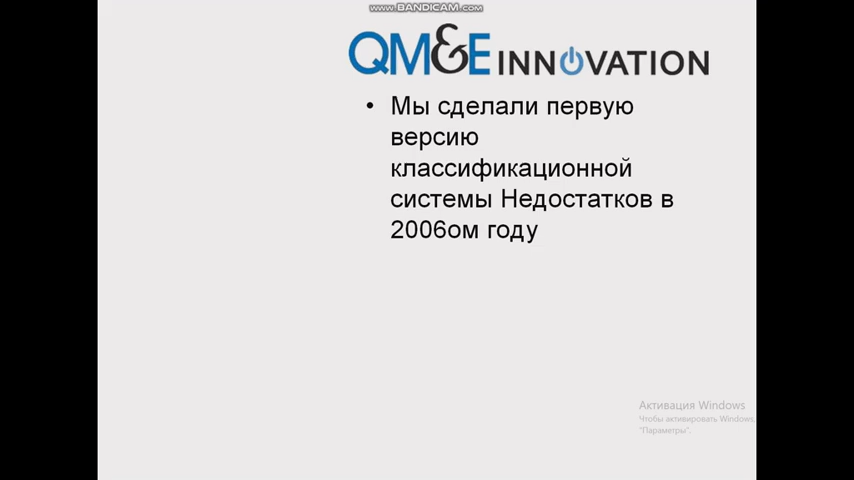 www.BANDICAM.com
QM&E INNOVATION
• Мы сделали первую
версию
классификационной
системы Недостатков в
2006ом году
Активация Windows
Чтобы активировать Windows,
"Параметры".